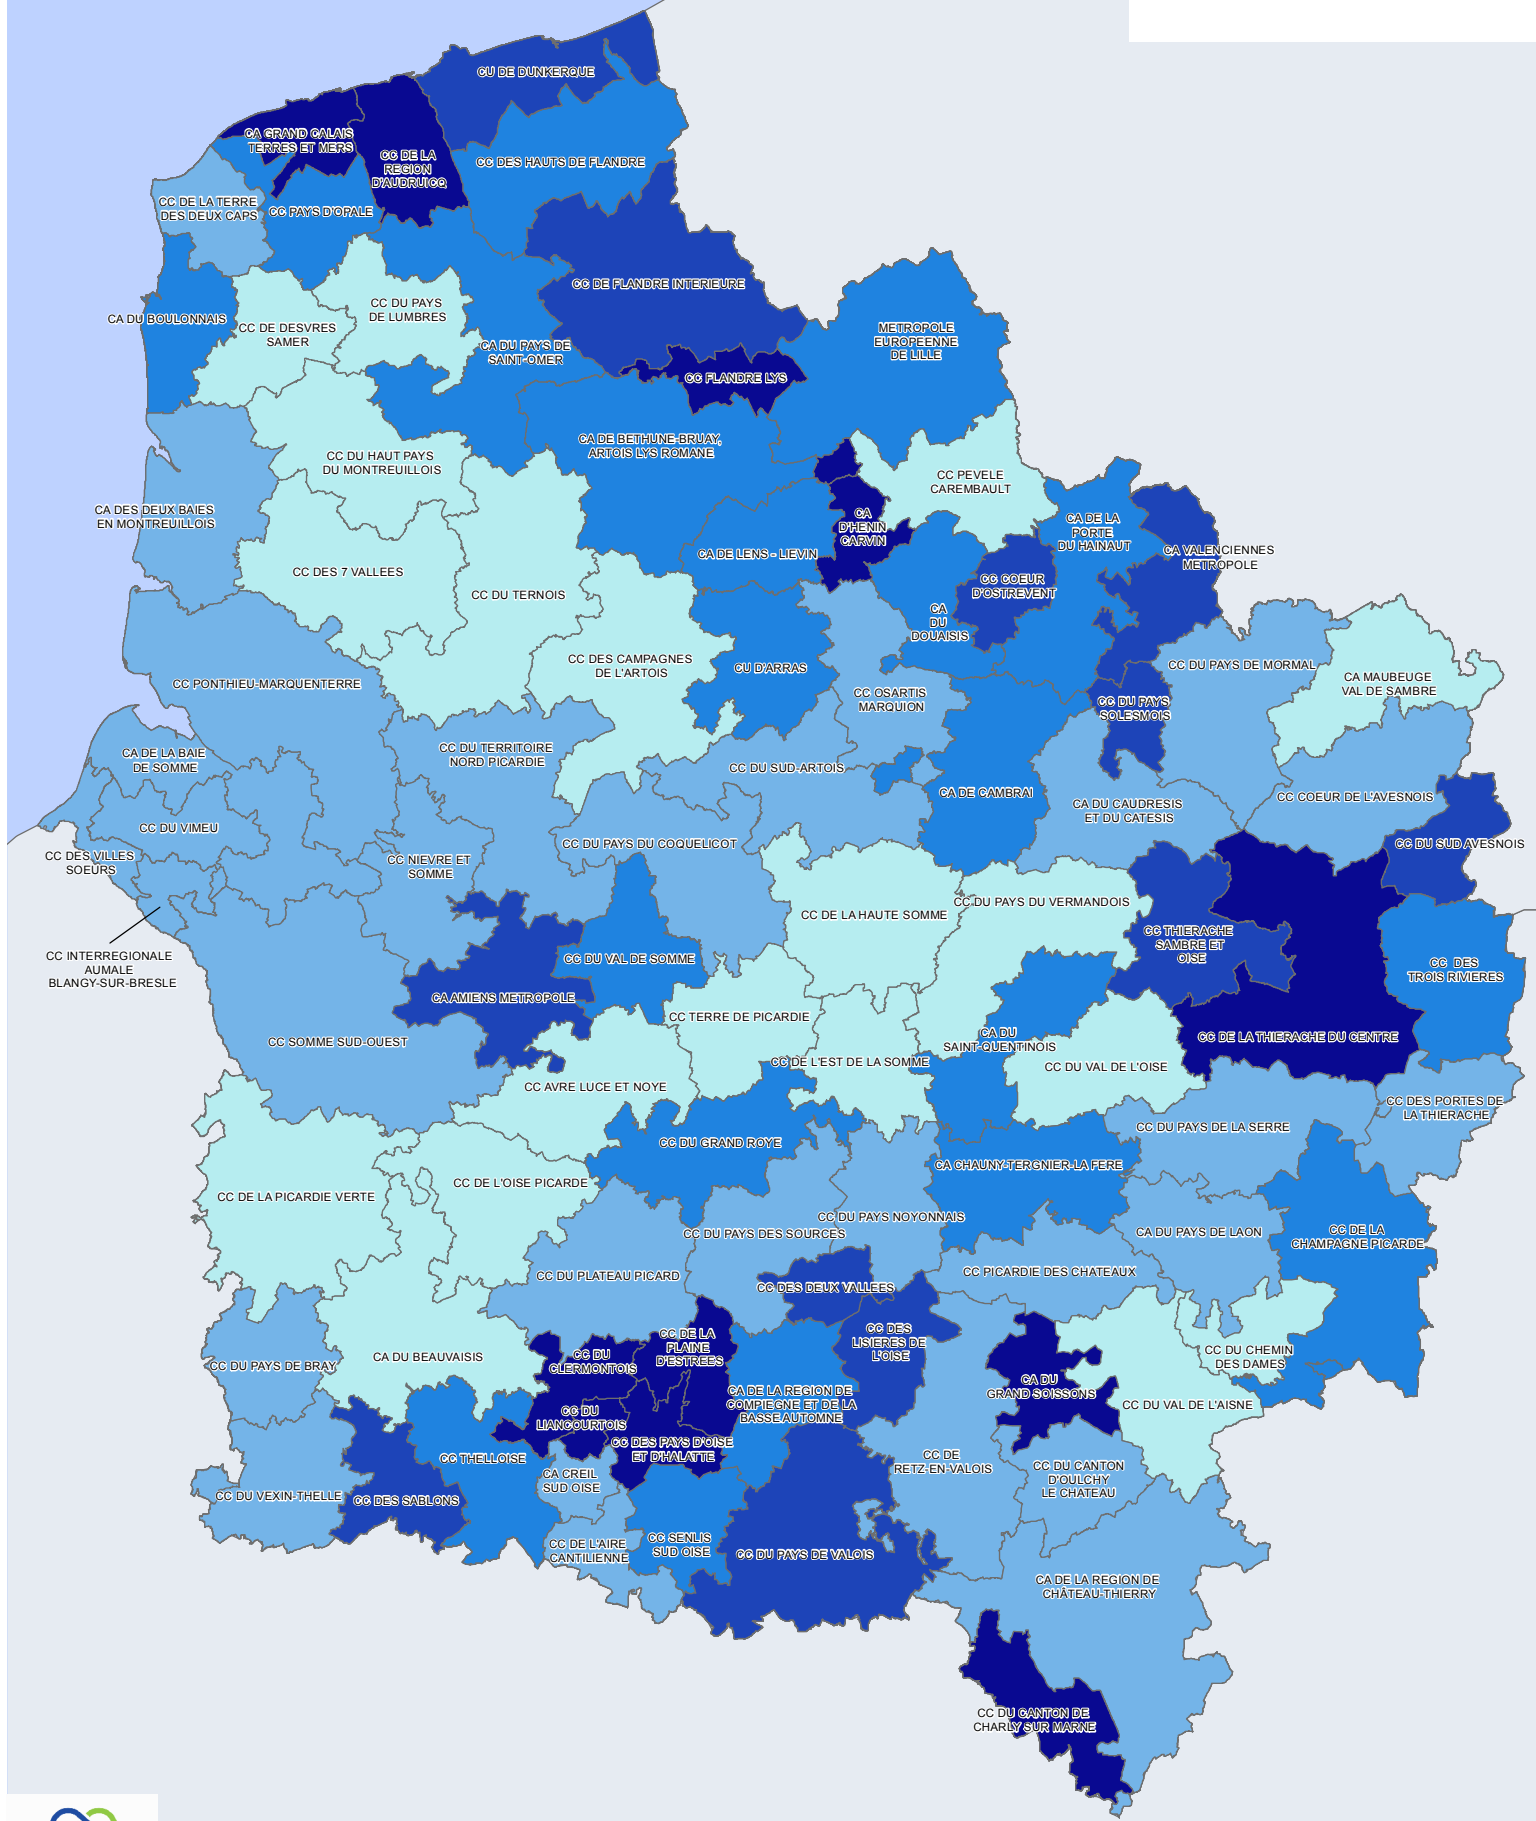 CU DE DUNKERQUE
CA GRAND CALAIS
TERRES ET MERS
CC DE LA
REGION
D'AUDRUICQ
CC DES HAUTS DE FLANDRE
CC DE LA TERRE
DES DEUX CAPS
CC PAYS D'OPALE
CC DE FLANDRE INTERIEURE
CC DU PAYS
DE LUMBRES
CA DU BOULONNAIS
CC DE DESVRES
SAMER
CA DU PAYS DE
SAINT-OMER
METROPOLE
EUROPEENNE
DE LILLE
CC FLANDRE LYS
CA DE BETHUNE-BRUAY,
ARTOIS LYS ROMANE
CC DU HAUT PAYS
DU MONTREUILLOIS
CC PEVELE
CAREMBAULT
CA DES DEUX BAIES
EN MONTREUILLOIS
CA
D'HENIN
CARVIN
CA DE LA
PORTE
DU HAINAUT
CA DE LENS - LIEVIN
CA VALENCIENNES
METROPOLE
CC DES 7 VALLEES
CC DU TERNOIS
CC COEUR
D'OSTREVENT
CA
DU
DOUAISIS
CC DES CAMPAGNES
DE L'ARTOIS
CU D'ARRAS
CC DU PAYS DE MORMAL
CA MAUBEUGE
VAL DE SAMBRE
CC PONTHIEU-MARQUENTERRE
CC OSARTIS
MARQUION
CC DU PAYS
SOLESMOIS
CA DE LA BAIE
DE SOMME
CC DU TERRITOIRE
NORD PICARDIE
CC DU SUD-ARTOIS
CA DE CAMBRAI
CA DU CAUDRESIS
ET DU CATESIS
CC COEUR DE L'AVESNOIS
CC DU VIMEU
CC DU PAYS DU COQUELICOT
CC DU SUD AVESNOIS
CC DES VILLES
SOEURS
CC NIEVRE ET
SOMME
CC DE LA HAUTE SOMME
CC DU PAYS DU VERMANDOIS
CC THIERACHE
SAMBRE ET
OISE
CC INTERREGIONALE
AUMALE
BLANGY-SUR-BRESLE
CC DU VAL DE SOMME
CC DES
TROIS RIVIERES
CA AMIENS METROPOLE
CC TERRE DE PICARDIE
CC SOMME SUD-OUEST
CA DU
SAINT-QUENTINOIS
CC DE LA THIERACHE DU CENTRE
CC DE L'EST DE LA SOMME
CC DU VAL DE L'OISE
CC AVRE LUCE ET NOYE
CC DES PORTES DE
LA THIERACHE
CC DU PAYS DE LA SERRE
CC DU GRAND ROYE
CA CHAUNY-TERGNIER-LA FERE
CC DE LA PICARDIE VERTE
CC DE L'OISE PICARDE
CC DU PAYS NOYONNAIS
CC DU PAYS DES SOURCES
CA DU PAYS DE LAON
CC DE LA
CHAMPAGNE PICARDE
CC DU PLATEAU PICARD
CC DES DEUX VALLEES
CC PICARDIE DES CHATEAUX
CC DES
LISIERES DE
L'OISE
CC DE LA
PLAINE
D'ESTREES
CC DU PAYS DE BRAY
CA DU BEAUVAISIS
CC DU
CLERMONTOIS
CC DU CHEMIN
DES DAMES
CA DU
GRAND SOISSONS
CA DE LA REGION DE
COMPIEGNE ET DE LA
BASSE AUTOMNE
CC DU VAL DE L'AISNE
CC DU
LIANCOURTOIS
CC DES PAYS D'OISE
ET D'HALATTE
CC THELLOISE
CC DE
RETZ-EN-VALOIS
CC DU CANTON
D'OULCHY
LE CHATEAU
CA CREIL
SUD OISE
CC DU VEXIN-THELLE
CC DES SABLONS
CC DE L'AIRE
CANTILIENNE
CC SENLIS
SUD OISE
CC DU PAYS DE VALOIS
CA DE LA REGION DE
CHÂTEAU-THIERRY
CC DU CANTON DE
CHARLY SUR MARNE